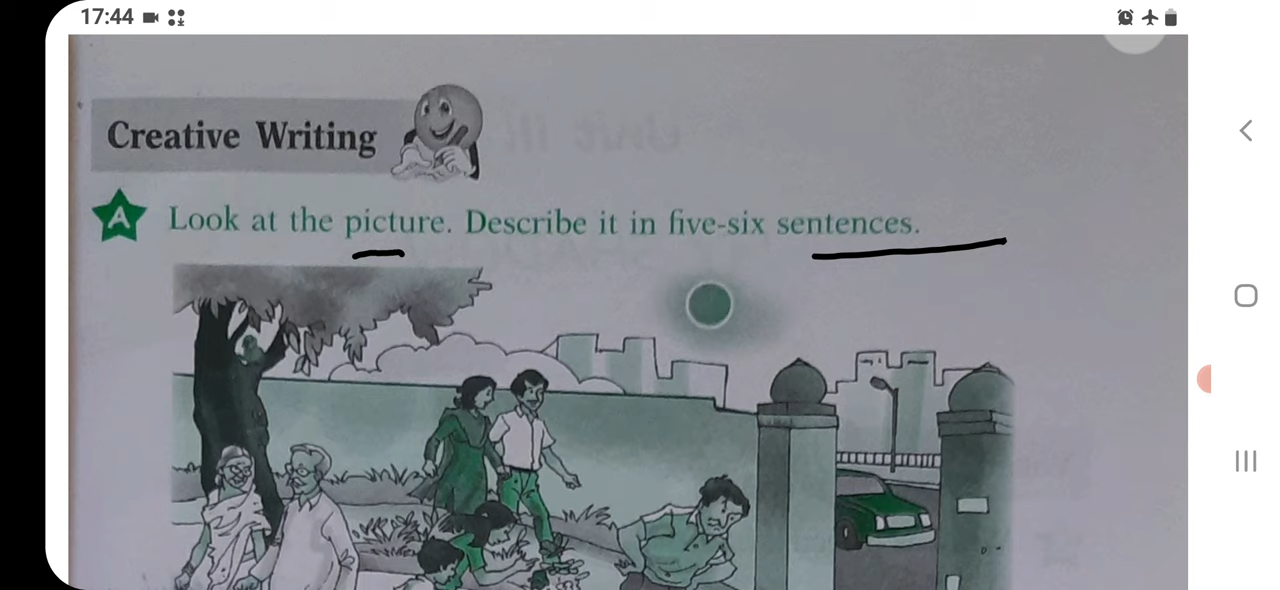 17:44
Creative Writing
A Look at the picture. Describe it in five-six sentences.